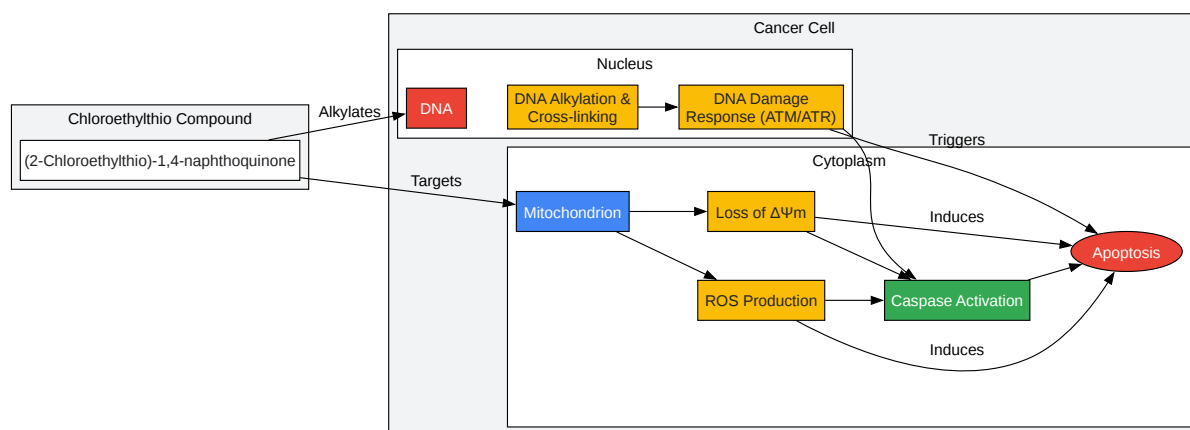 Cancer Cell
Nucleus
Chloroethylthio Compound
(2-Chloroethylthio)-1,4-naphthoquinone
Alkylates
DNA
DNA Alkylation &
Cross-linking
DNA Damage
Response (ATM/ATR)
Triggers
Cytoplasm
Targets
Mitochondrion
Loss of ΔΨm
Induces
Apoptosis
ROS Production
Caspase Activation
Induces